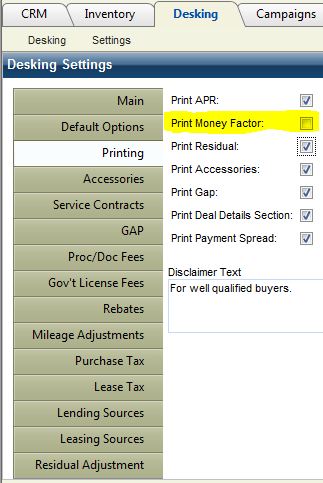 CRM Inventory Desking Campaigns
Desking Settings
Desking Settings
Main
Default Options
Printing
Accessories
Service Contracts
GAP
Proc/Doc Fees
Gov't License Fees
Rebates
Mileage Adjustments
Purchase Tax
Lease Tax
Lending Sources
Leasing Sources
Residual Adjustment
Print APR:
Print Money Factor:
Print Residual:
Print Accessories:
Print Gap:
Print Deal Details Section:
Print Payment Spread:
Disclaimer Text
For well qualified buyers.